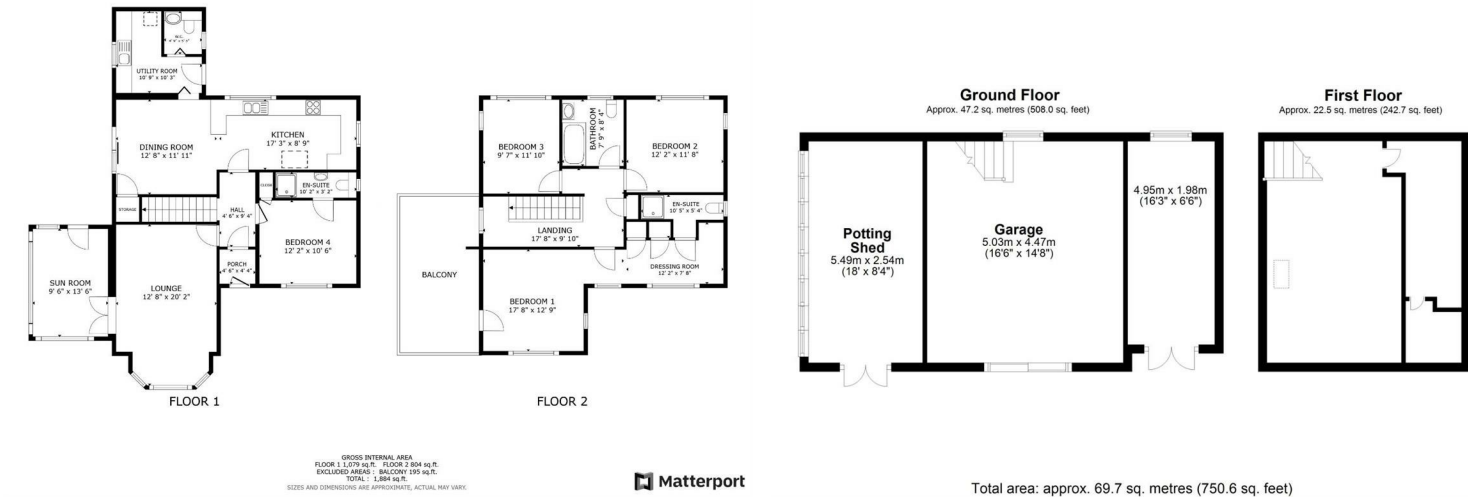 W.C.
UTILITY ROOM
10' 9" x 10' 3"
DINING ROOM
12' 8" x 11' 11"
KITCHEN
17' 3" x 8' 9"
EN-SUITE
10' 2" x 3' 2"
STORAGE
HALL
4' 6" x 9' 4"
BEDROOM 4
12' 2" x 10' 6"
PORCH
4' 6" x 4' 4"
SUN ROOM
9' 6" x 13' 6"
LOUNGE
12' 8" x 20' 2"
FLOOR 1
BEDROOM 3
9' 7" x 11' 10"
BATHROOM
7' 9" x 8' 4"
BEDROOM 2
12' 2" x 11' 8"
EN-SUITE
10' 5" x 5' 4"
LANDING
17' 8" x 9' 10"
BALCONY
DRESSING ROOM
12' 2" x 7' 8"
BEDROOM 1
17' 8" x 12' 9"
FLOOR 2
GROSS INTERNAL AREA
FLOOR 1 1,079 sq.ft. FLOOR 2 804 sq.ft.
EXCLUDED AREAS : BALCONY 195 sq.ft.
TOTAL : 1,884 sq.ft.
SIZES AND DIMENSIONS ARE APPROXIMATE, ACTUAL MAY VARY.
Matterport
Ground Floor
Approx. 47.2 sq. metres (508.0 sq. feet)
Potting
Shed
5.49m x 2.54m
(18' x 8'4")
Garage
5.03m x 4.47m
(16'6" x 14'8")
4.95m x 1.98m
(16'3" x 6'6")
First Floor
Approx. 22.5 sq. metres (242.7 sq. feet)
Total area: approx. 69.7 sq. metres (750.6 sq. feet)